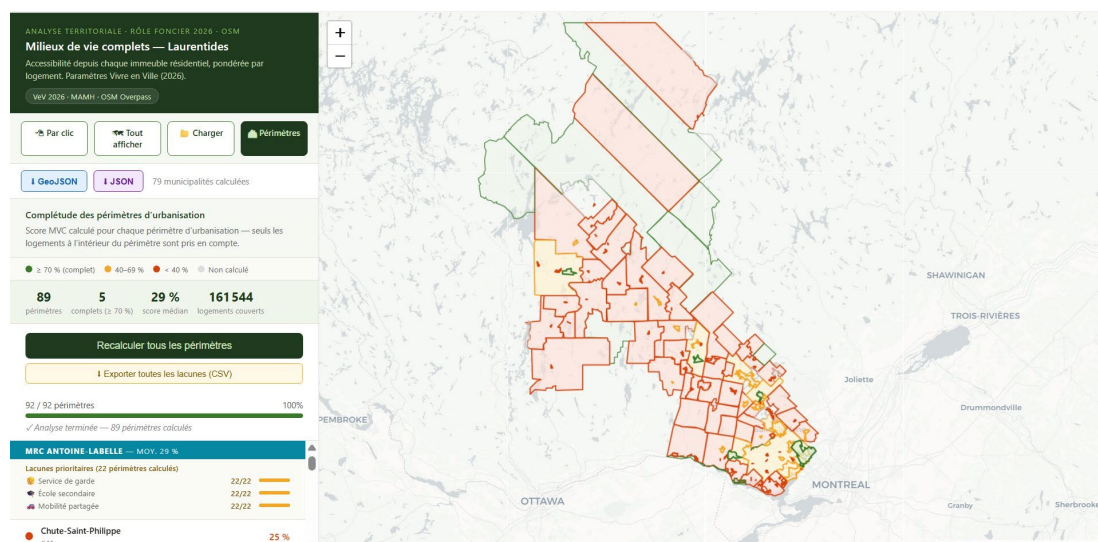 ANALYSE TERRITORIALE · RÔLE FONCIER 2026 · OSM
Milieux de vie complets — Laurentides
Accessibilité depuis chaque immeuble résidentiel, pondérée par
logement. Paramètres Vivre en Ville (2026).
VeV 2026 · MAMH · OSM Overpass
Par clic
Tout
afficher
Charger
Périmètres
⬇ GeoJSON
⬇ JSON
79 municipalités calculées
Complétude des périmètres d'urbanisation
Score MVC calculé pour chaque périmètre d'urbanisation — seuls les
logements à l'intérieur du périmètre sont pris en compte.
≥ 70 % (complet)
40–69 %
< 40 %
Non calculé
89
périmètres
5
complets (≥ 70 %)
29 %
score médian
161 544
logements couverts
Recalculer tous les périmètres
⬇ Exporter toutes les lacunes (CSV)
92 / 92 périmètres
100%
✓ Analyse terminée — 89 périmètres calculés
MRC ANTOINE-LABELLE — MOY. 29 %
Lacunes prioritaires (22 périmètres calculés)
Service de garde
22/22
École secondaire
22/22
Mobilité partagée
22/22
Chute-Saint-Philippe
25 %
+
−
SHAWINIGAN
TROIS-RIVIÈRES
Joliette
Drummondville
PEMBROKE
MONTREAL
OTTAWA
Granby
Sherbrooke